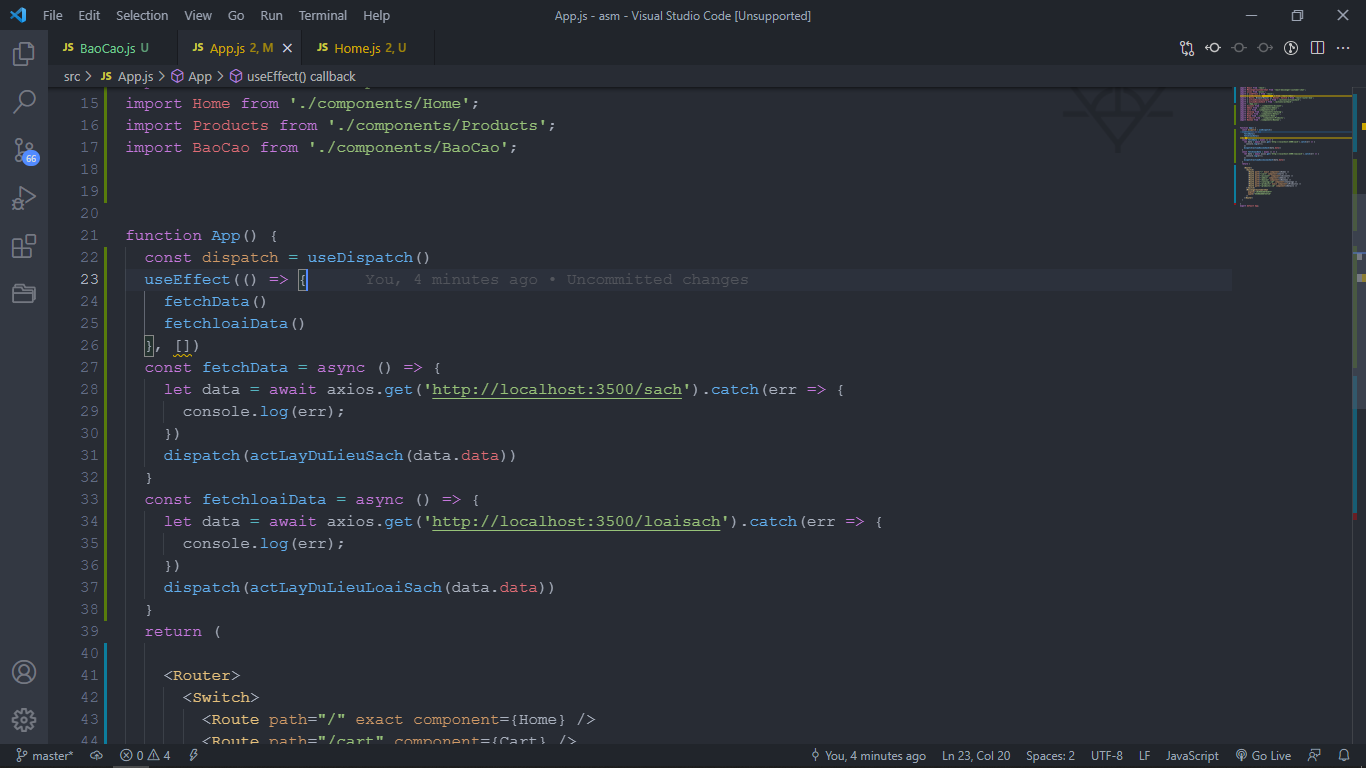 File Edit Selection View Go Run Terminal Help App.js - asm - Visual Studio Code [Unsupported]
JS BaoCao.js U JS App.js 2, M JS Home.js 2, U
src JS App.js App useEffect() callback
66
15 import Home from './components/Home';
16 import Products from './components/Products';
17 import BaoCao from './components/BaoCao';
18
19
20
21 function App() {
22 const dispatch = useDispatch()
23 useEffect(() => { You, 4 minutes ago • Uncommitted changes
24 fetchData()
25 fetchloaiData()
26 }, [])
27 const fetchData = async () => {
28 let data = await axios.get('http://localhost:3500/sach').catch(err => {
29 console.log(err);
30 })
31 dispatch(actLayDuLieuSach(data.data))
32 }
33 const fetchloaiData = async () => {
34 let data = await axios.get('http://localhost:3500/loaisach').catch(err => {
35 console.log(err);
36 })
37 dispatch(actLayDuLieuLoaiSach(data.data))
38 }
39 return (
40
41 <Router>
42 <Switch>
43 <Route path="/" exact component={Home} />
44 <Route path="/cart" component={Cart} />
master* 0 4 You, 4 minutes ago Ln 23, Col 20 Spaces: 2 UTF-8 LF JavaScript Go Live